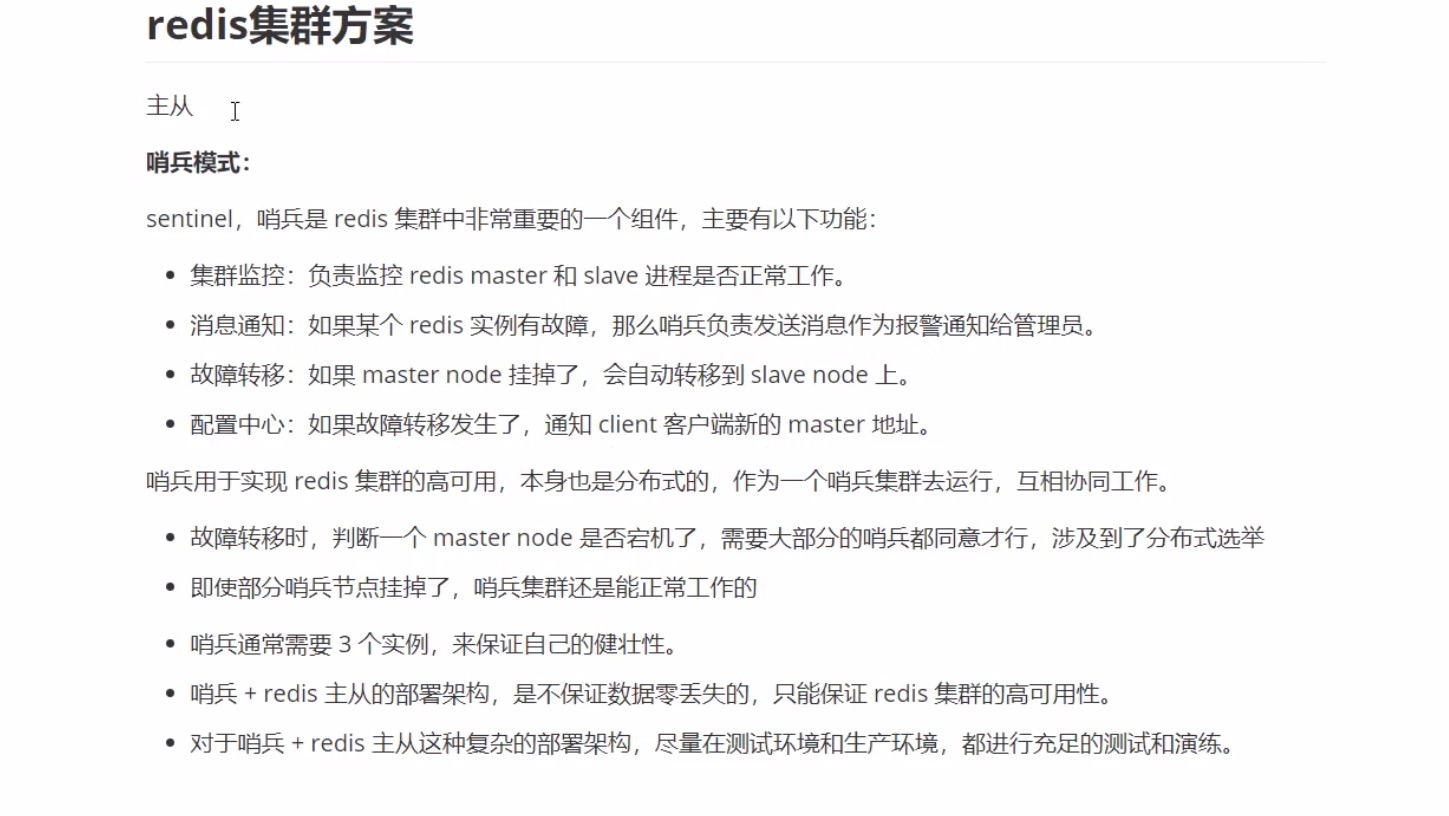 redis集群方案
主从
哨兵模式：
sentinel，哨兵是 redis 集群中非常重要的一个组件，主要有以下功能：
集群监控：负责监控 redis master 和 slave 进程是否正常工作。
消息通知：如果某个 redis 实例有故障，那么哨兵负责发送消息作为报警通知给管理员。
故障转移：如果 master node 挂掉了，会自动转移到 slave node 上。
配置中心：如果故障转移发生了，通知 client 客户端新的 master 地址。
哨兵用于实现 redis 集群的高可用，本身也是分布式的，作为一个哨兵集群去运行，互相协同工作。
故障转移时，判断一个 master node 是否宕机了，需要大部分的哨兵都同意才行，涉及到了分布式选举
即使部分哨兵节点挂掉了，哨兵集群还是能正常工作的
哨兵通常需要 3 个实例，来保证自己的健壮性。
哨兵 + redis 主从的部署架构，是不保证数据零丢失的，只能保证 redis 集群的高可用性。
对于哨兵 + redis 主从这种复杂的部署架构，尽量在测试环境和生产环境，都进行充足的测试和演练。